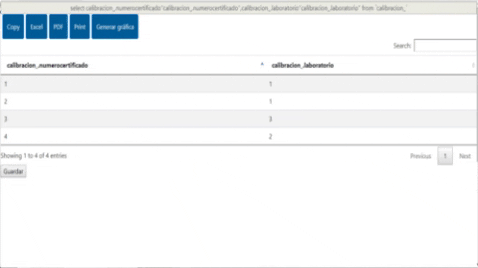 select calibracion_numerocertificado"calibracion_numerocertificado",calibracion_laboratorio"calibracion_laboratorio" from `calibracion_`
Copy Excel PDF Print Generar gráfica
Search:
calibracion_numerocertificado calibracion_laboratorio
1 1
2 1
3 3
4 2
Showing 1 to 4 of 4 entries Previous 1 Next
Guardar